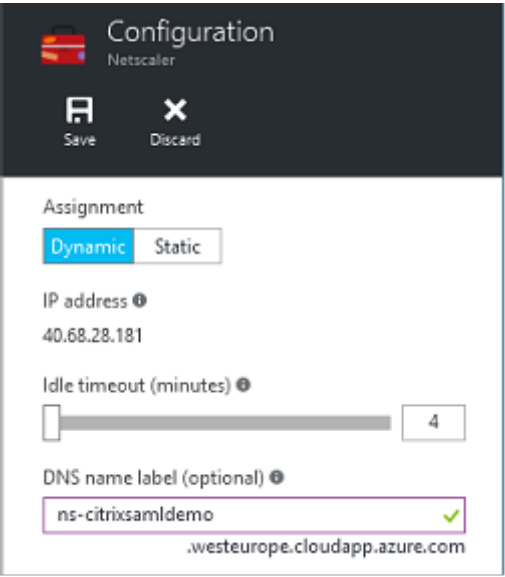 Configuration
Netscaler
Save Discard
Assignment
Dynamic Static
IP address
40.68.28.181
Idle timeout (minutes)
4
DNS name label (optional)
ns-citrixsamldemo
.westeurope.cloudapp.azure.com